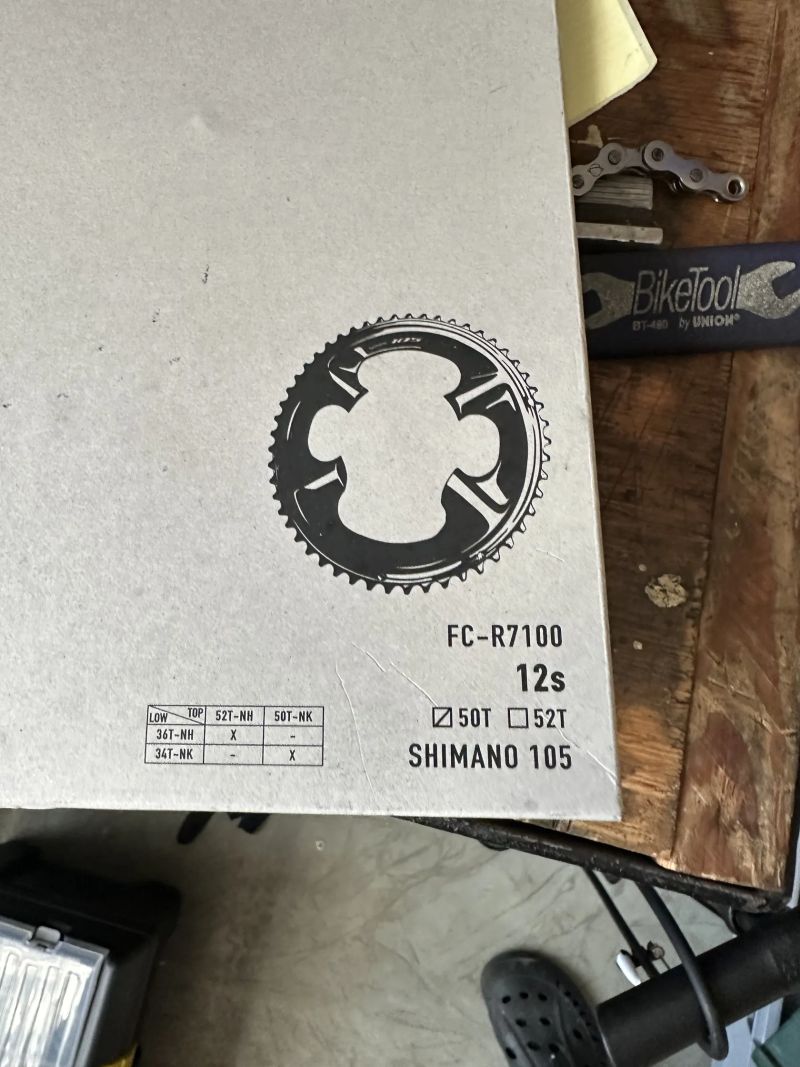 105
BikeTool
BT-480 by UNION®
FC-R7100
12s
50T 52T
SHIMANO 105
LOW TOP 52T-NH 50T-NK
36T-NH X -
34T-NK - X